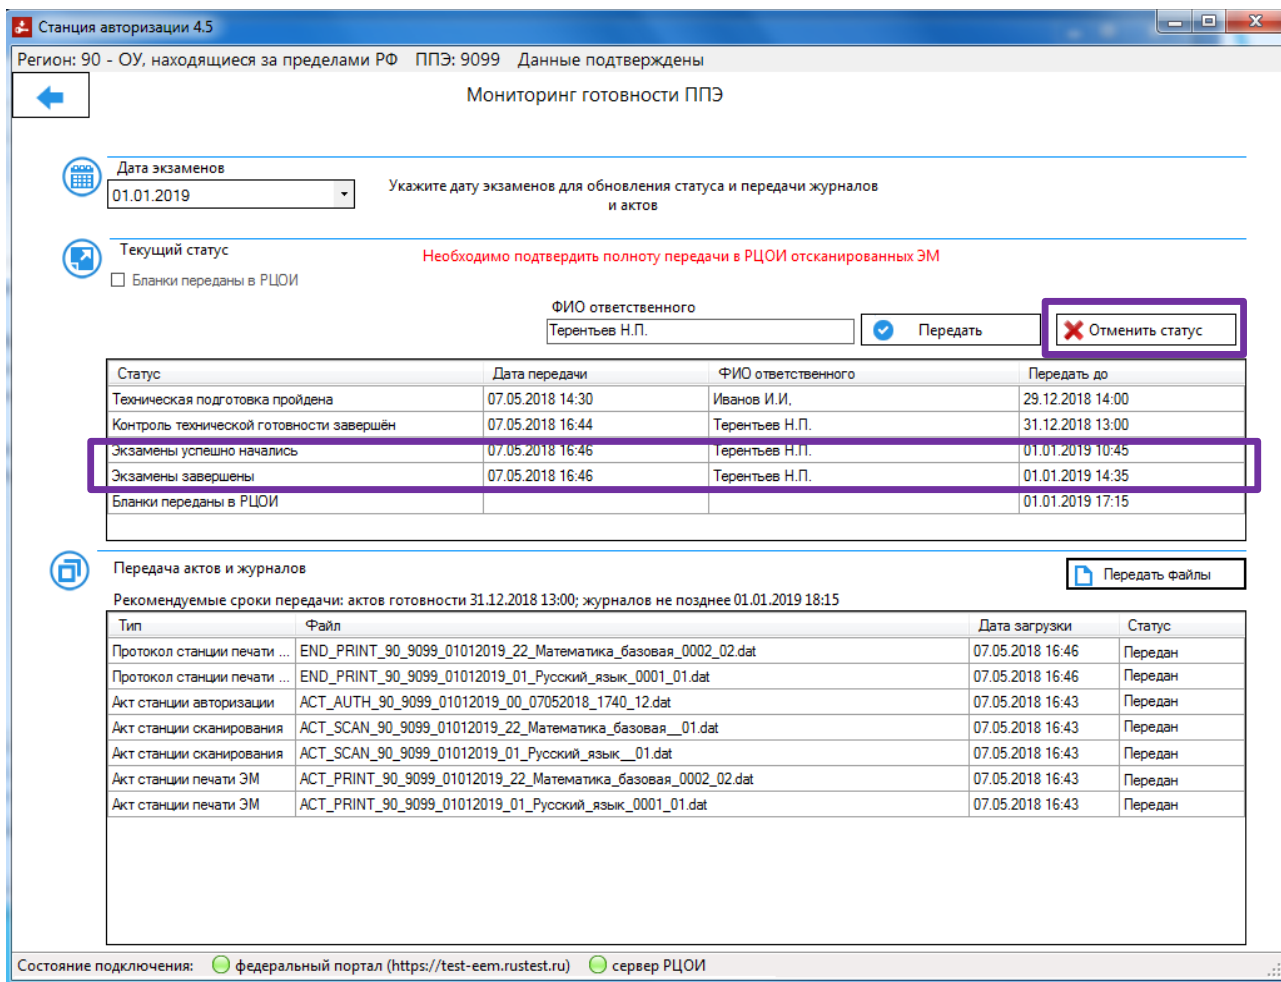 Станция авторизации 4.5
Регион: 90 - ОУ, находящиеся за пределами РФ ППЭ: 9099 Данные подтверждены
Мониторинг готовности ППЭ
Дата экзаменов
01.01.2019
Укажите дату экзаменов для обновления статуса и передачи журналов
и актов
Текущий статус
Необходимо подтвердить полноту передачи в РЦОИ отсканированных ЭМ
Бланки переданы в РЦОИ
ФИО ответственного
Терентьев Н.П. Передать Отменить статус
Статус Дата передачи ФИО ответственного Передать до
Техническая подготовка пройдена 07.05.2018 14:30 Иванов И.И, 29.12.2018 14:00
Контроль технической готовности завершён 07.05.2018 16:44 Терентьев Н.П. 31.12.2018 13:00
Экзамены успешно начались 07.05.2018 16:46 Терентьев Н.П. 01.01.2019 10:45
Экзамены завершены 07.05.2018 16:46 Терентьев Н.П. 01.01.2019 14:35
Бланки переданы в РЦОИ 01.01.2019 17:15
Передача актов и журналов
Передать файлы
Рекомендуемые сроки передачи: актов готовности 31.12.2018 13:00; журналов не позднее 01.01.2019 18:15
Тип Файл Дата загрузки Статус
Протокол станции печати ... END_PRINT_90_9099_01012019_22_Математика_базовая_0002_02.dat 07.05.2018 16:46 Передан
Протокол станции печати ... END_PRINT_90_9099_01012019_01_Русский_язык_0001_01.dat 07.05.2018 16:46 Передан
Акт станции авторизации ACT_AUTH_90_9099_01012019_00_07052018_1740_12.dat 07.05.2018 16:43 Передан
Акт станции сканирования ACT_SCAN_90_9099_01012019_22_Математика_базовая__01.dat 07.05.2018 16:43 Передан
Акт станции сканирования ACT_SCAN_90_9099_01012019_01_Русский_язык__01.dat 07.05.2018 16:43 Передан
Акт станции печати ЭМ ACT_PRINT_90_9099_01012019_22_Математика_базовая_0002_02.dat 07.05.2018 16:43 Передан
Акт станции печати ЭМ ACT_PRINT_90_9099_01012019_01_Русский_язык_0001_01.dat 07.05.2018 16:43 Передан
Состояние подключения: федеральный портал (https://test-eem.rustest.ru) сервер РЦОИ